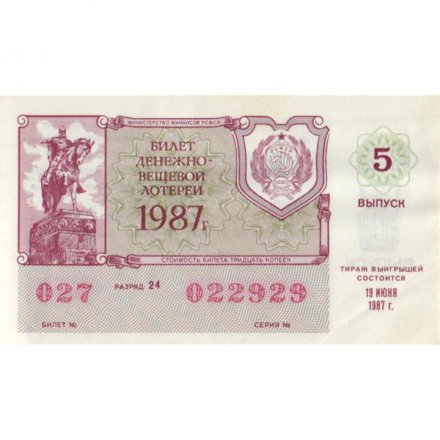 МИНИСТЕРСТВО ФИНАНСОВ РСФСР
БИЛЕТ
ДЕНЕЖНО-
ВЕЩЕВОЙ
ЛОТЕРЕИ
1987 г.
СТОИМОСТЬ БИЛЕТА ТРИДЦАТЬ КОПЕЕК
027 РАЗРЯД 24 022929
БИЛЕТ № СЕРИЯ №
5
ВЫПУСК
ТИРАЖ ВЫИГРЫШЕЙ
СОСТОИТСЯ
19 ИЮНЯ
1987 г.